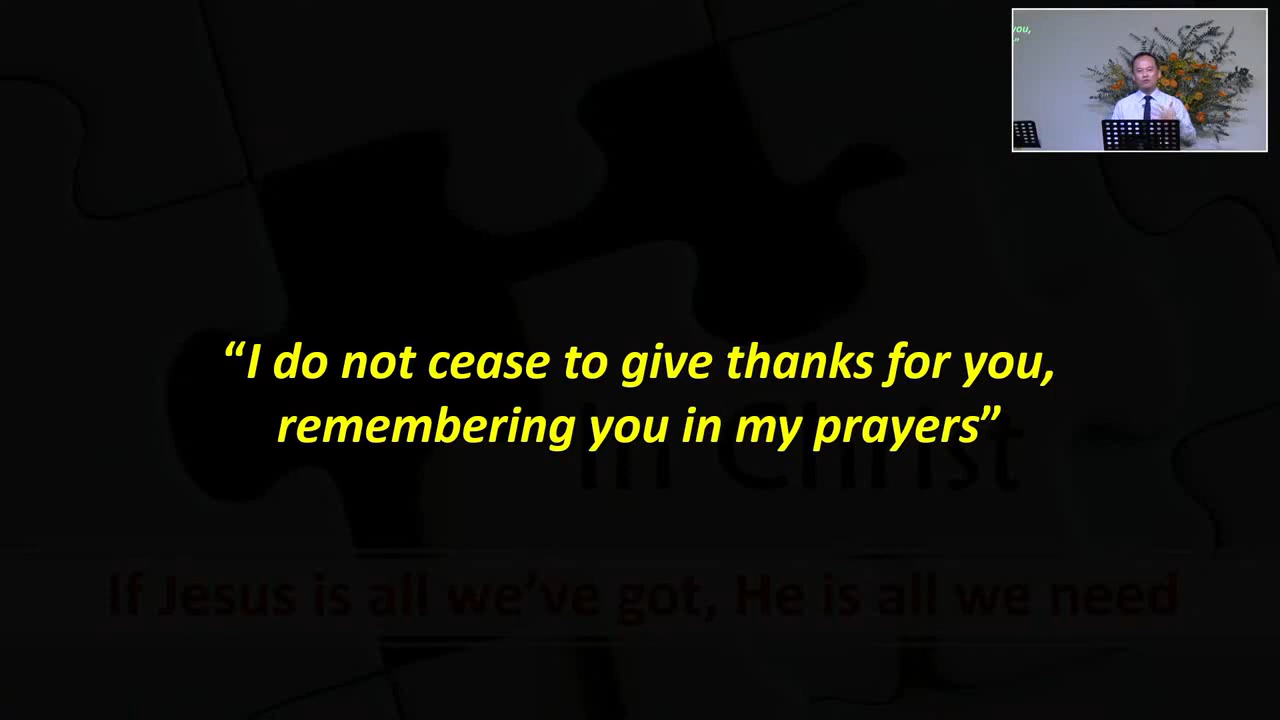 you,
”
“I do not cease to give thanks for you,
remembering you in my prayers”
In Christ
If Jesus is all we’ve got, He is all we need